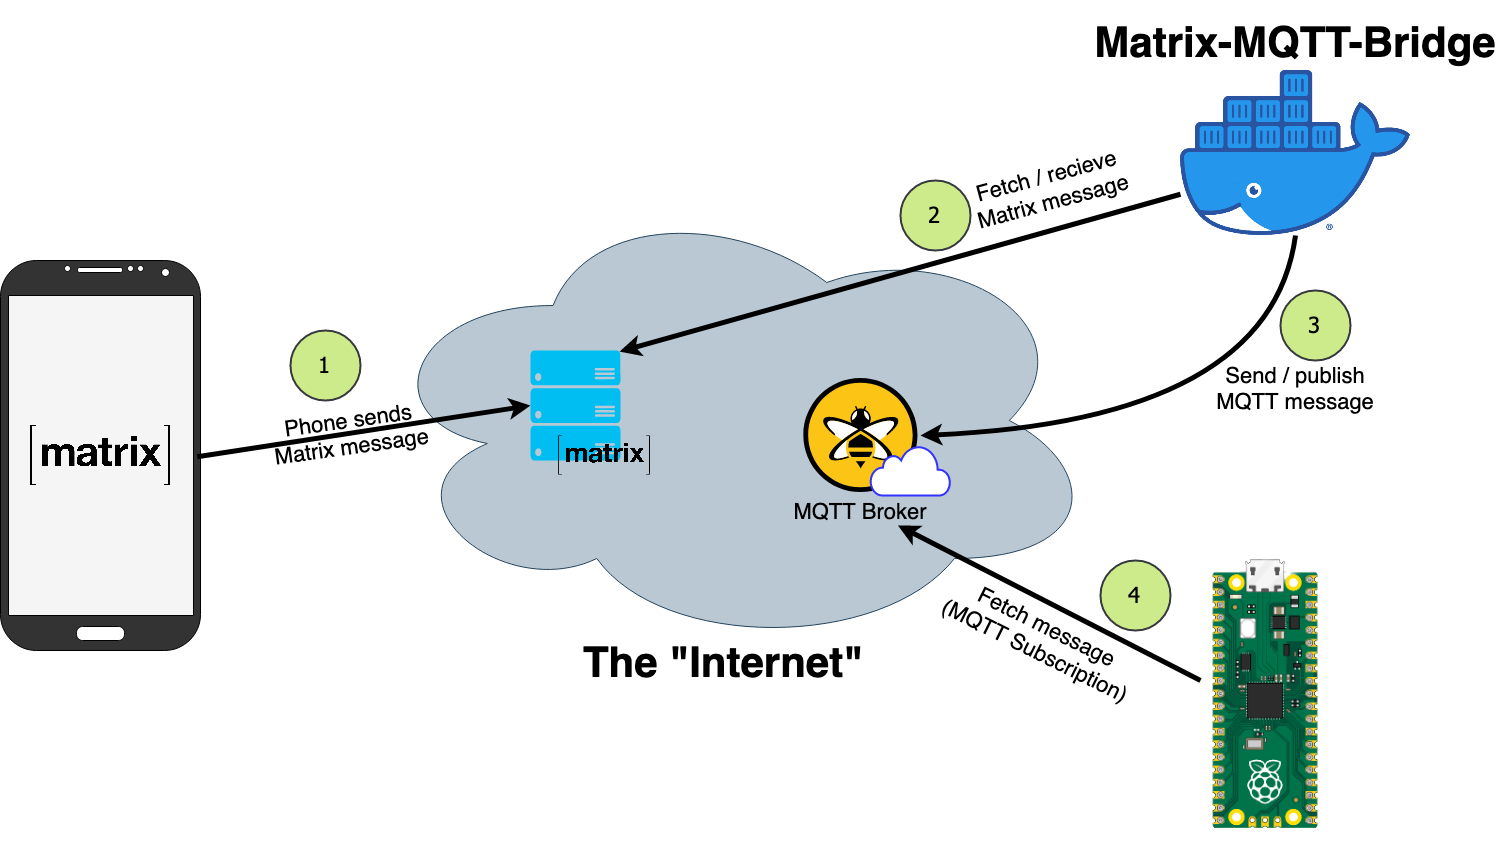 Matrix-MQTT-Bridge
2
Fetch / recieve
Matrix message
®
1
Phone sends
Matrix message
[matrix]
[matrix]
3
Send / publish
MQTT message
MQTT Broker
4
Fetch message
(MQTT Subscription)
The "Internet"